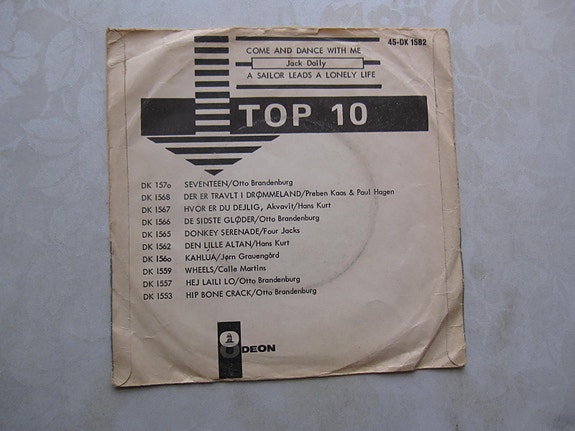 45-DK 1582
COME AND DANCE WITH ME
Jack Daily
A SAILOR LEADS A LONELY LIFE
TOP 10
DK 157o SEVENTEEN/Otto Brandenburg
DK 1568 DER ER TRAVLT I DRØMMELAND/Preben Kaas & Paul Hagen
DK 1567 HVOR ER DU DEJLIG, Akvavit/Hans Kurt
DK 1566 DE SIDSTE GLØDER/Otto Brandenburg
DK 1565 DONKEY SERENADE/Four Jacks
DK 1562 DEN LILLE ALTAN/Hans Kurt
DK 156o KAHLUA/Jørn Grauengård
DK 1559 WHEELS/Calle Martins
DK 1557 HEJ LAILI LO/Otto Brandenburg
DK 1553 HIP BONE CRACK/Otto Brandenburg
ODEON